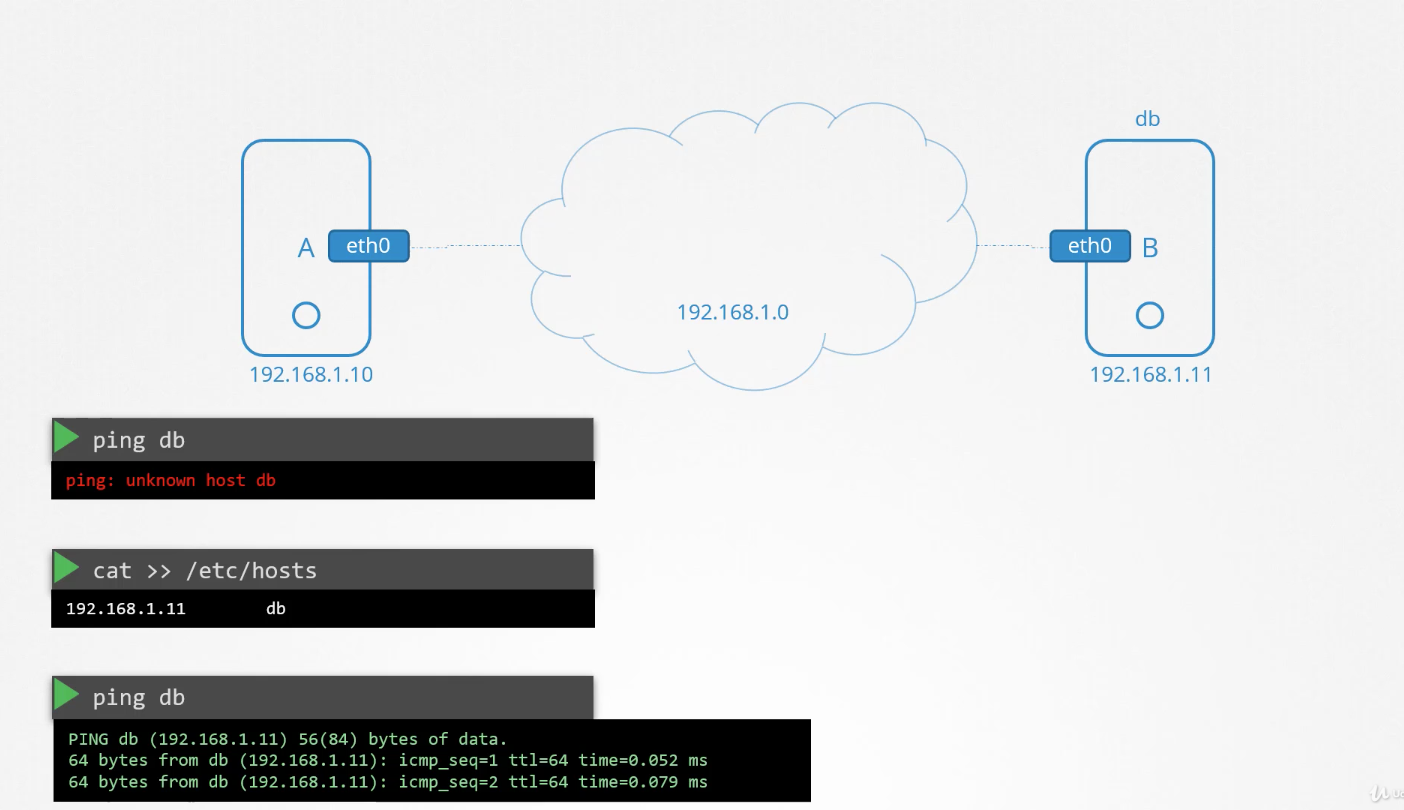 db
A
eth0
eth0
B
192.168.1.0
192.168.1.10
192.168.1.11
ping db
ping: unknown host db
cat >> /etc/hosts
192.168.1.11 db
ping db
PING db (192.168.1.11) 56(84) bytes of data.
64 bytes from db (192.168.1.11): icmp_seq=1 ttl=64 time=0.052 ms
64 bytes from db (192.168.1.11): icmp_seq=2 ttl=64 time=0.079 ms